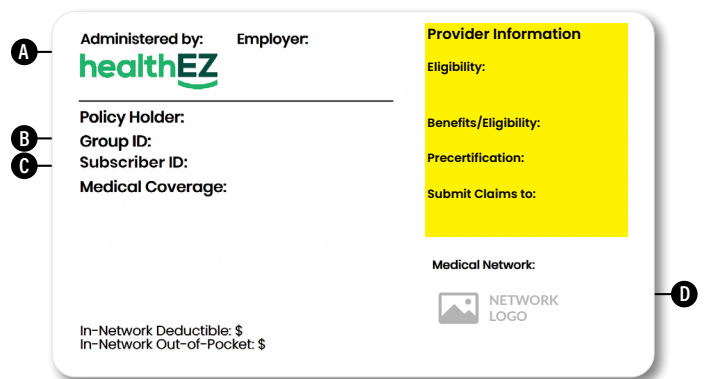 Administered by: Employer:
A
healthEZ
Policy Holder:
B
Group ID:
C
Subscriber ID:
Medical Coverage:
In-Network Deductible: $
In-Network Out-of-Pocket: $
Provider Information
Eligibility:
Benefits/Eligibility:
Precertification:
Submit Claims to:
Medical Network:
D
NETWORK
LOGO